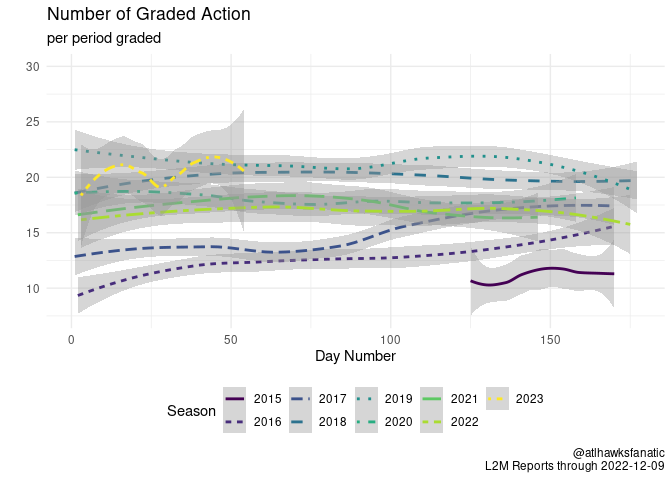 Number of Graded Action
per period graded
30
25
20
15
10
0 50 100 150
Day Number
Season
2015 2017 2019 2021 2023
2016 2018 2020 2022
@atlhawksfanatic
L2M Reports through 2022-12-09